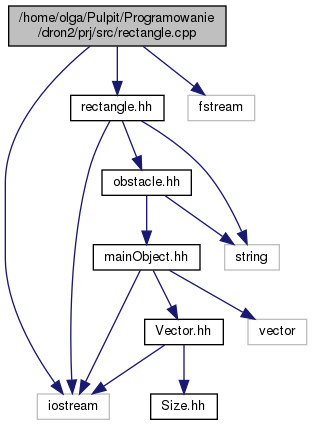 /home/olga/Pulpit/Programowanie
/dron2/prj/src/rectangle.cpp
rectangle.hh
fstream
obstacle.hh
mainObject.hh
string
Vector.hh
vector
iostream
Size.hh